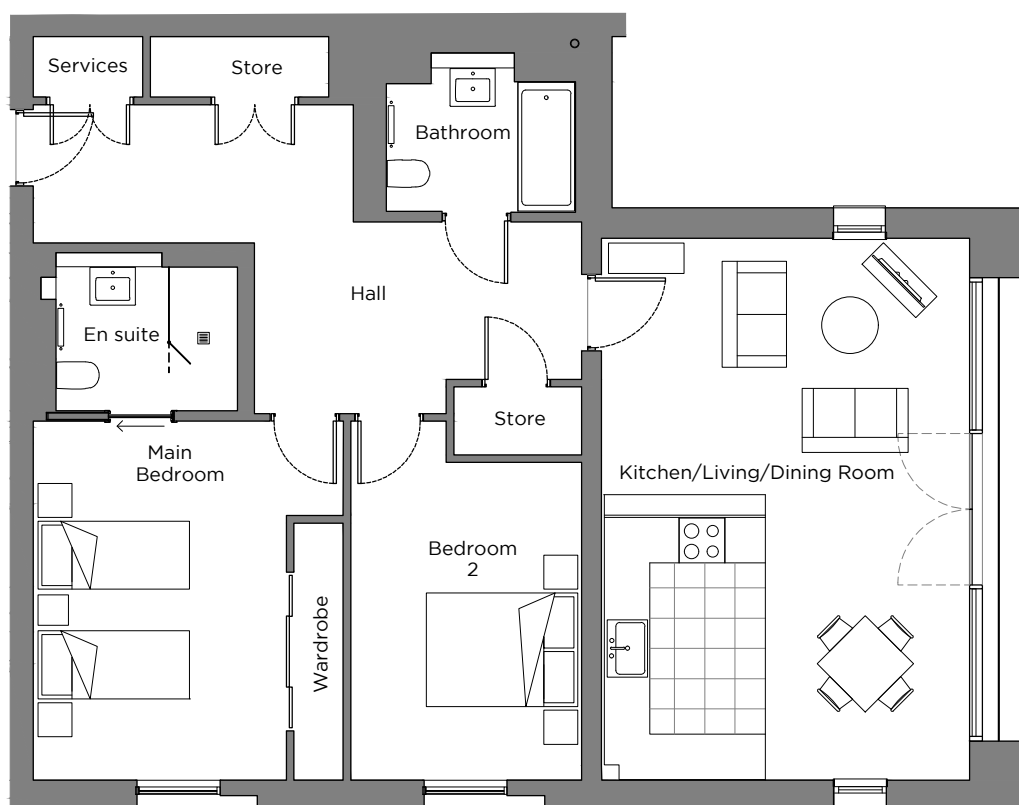 Services
Store
Bathroom
Hall
En suite
Store
Main
Bedroom
Kitchen/Living/Dining Room
Bedroom
2
Wardrobe